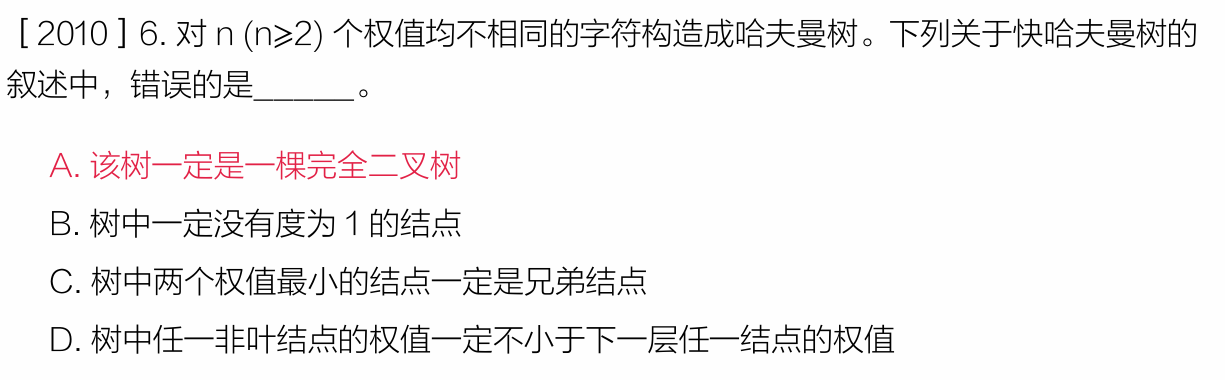 [ 2010 ] 6. 对 n (n⩾2) 个权值均不相同的字符构造成哈夫曼树。下列关于快哈夫曼树的
叙述中，错误的是______。
A. 该树一定是一棵完全二叉树
B. 树中一定没有度为 1 的结点
C. 树中两个权值最小的结点一定是兄弟结点
D. 树中任一非叶结点的权值一定不小于下一层任一结点的权值